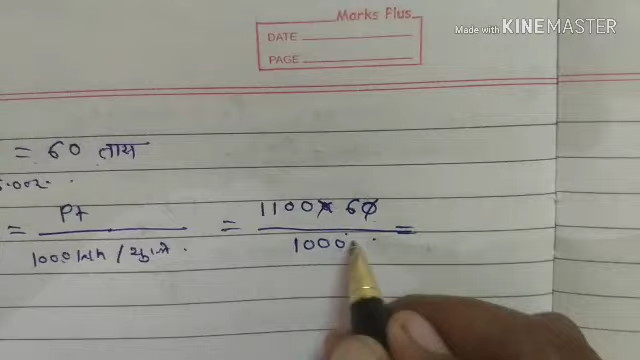 Marks Plus
Made with KINEMASTER
DATE
PAGE
= 60 तास
= Pt / 1000 = 1100 × 60 / 1000 =